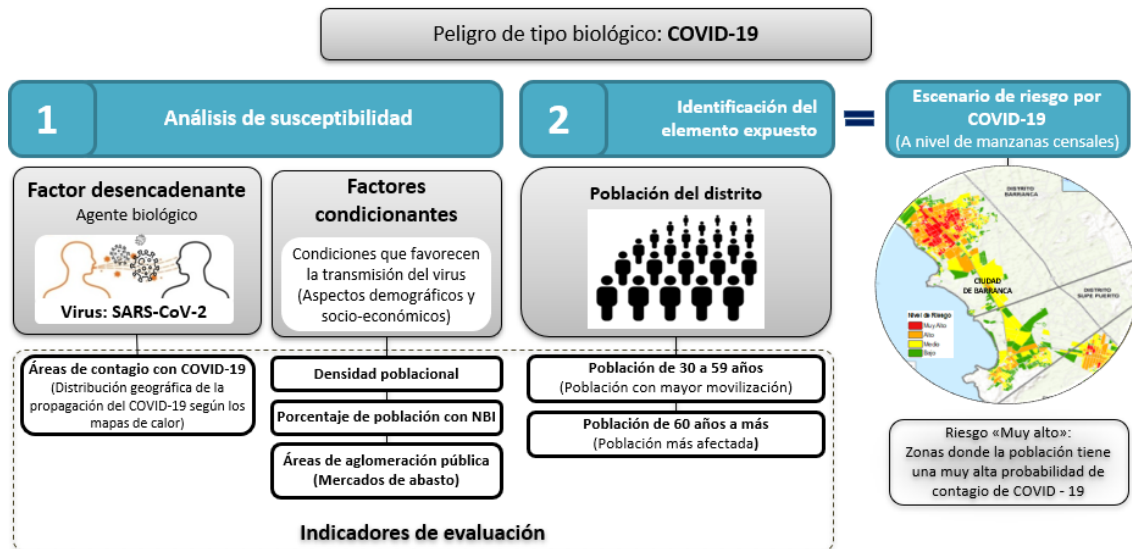 Peligro de tipo biológico: COVID-19
1
Análisis de susceptibilidad
2
Identificación del
elemento expuesto
=
Escenario de riesgo por
COVID-19
(A nivel de manzanas censales)
Factor desencadenante
Agente biológico
Virus: SARS-CoV-2
Factores
condicionantes
Condiciones que favorecen
la transmisión del virus
(Aspectos demográficos y
socio-económicos)
Población del distrito
DISTRITO
BARRANCA
CIUDAD
DE BARRANCA
DISTRITO
SUPE PUERTO
Nivel de Riesgo
Muy Alto
Alto
Medio
Bajo
Áreas de contagio con COVID-19
(Distribución geográfica de la
propagación del COVID-19 según los
mapas de calor)
Densidad poblacional
Porcentaje de población con NBI
Áreas de aglomeración pública
(Mercados de abasto)
Población de 30 a 59 años
(Población con mayor movilización)
Población de 60 años a más
(Población más afectada)
Riesgo «Muy alto»:
Zonas donde la población tiene
una muy alta probabilidad de
contagio de COVID - 19
Indicadores de evaluación